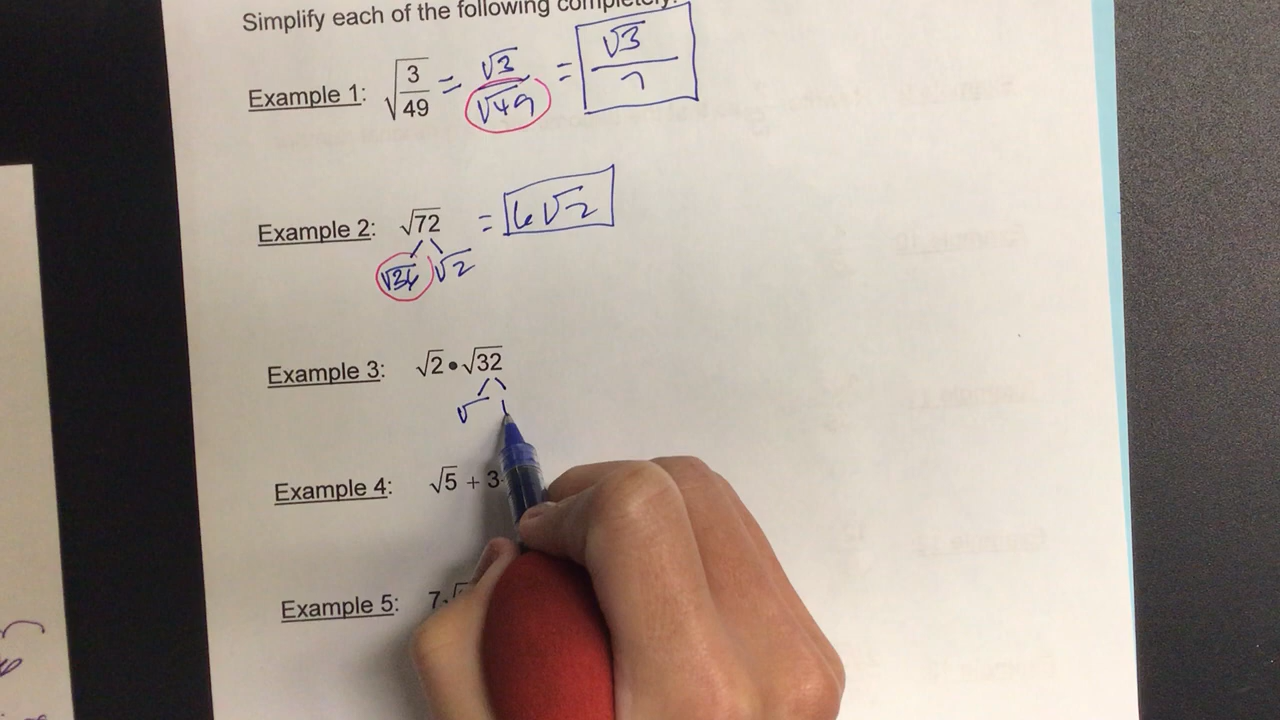 Simplify each of the following completely.
Example 1: √(3/49) = √3/√49 = √3/7
Example 2: √72 = 6√2
√36 √2
Example 3: √2 • √32
√
Example 4: √5 + 3
Example 5: 7√